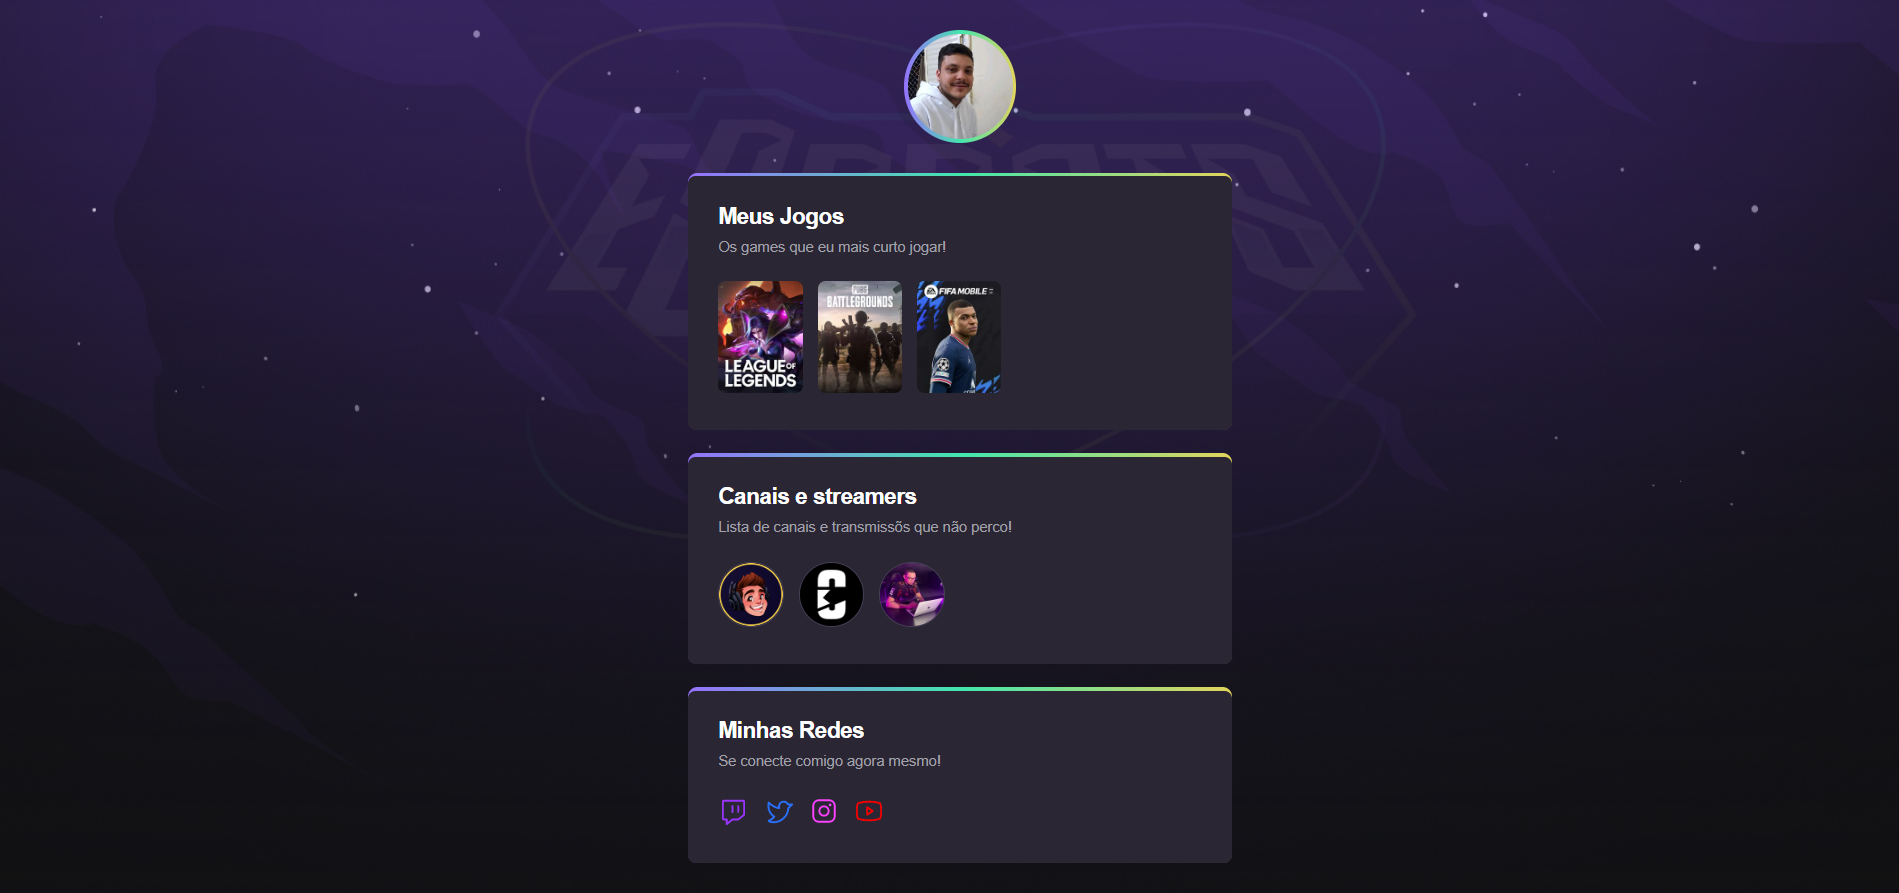 ESPORTS
Meus Jogos
Os games que eu mais curto jogar!
LEAGUE OF
LEGENDS
PUBG
BATTLEGROUNDS
EA FIFA MOBILE
Canais e streamers
Lista de canais e transmissõs que não perco!
Minhas Redes
Se conecte comigo agora mesmo!